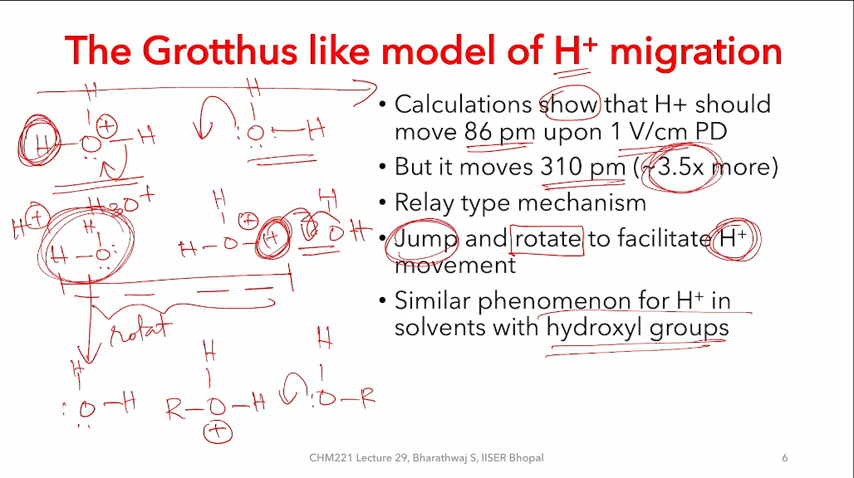 The Grotthus like model of H⁺ migration
• Calculations show that H+ should
move 86 pm upon 1 V/cm PD
• But it moves 310 pm (~3.5x more)
• Relay type mechanism
• Jump and rotate to facilitate H⁺
movement
• Similar phenomenon for H⁺ in
solvents with hydroxyl groups
H H
H–O–H :O–H
⊕
H3O+
H⊕ H H H
H–O: H–O–H OH
⊕
rotat
H H H
:O–H R–O–H :O–R
⊕
CHM221 Lecture 29, Bharathwaj S, IISER Bhopal
6